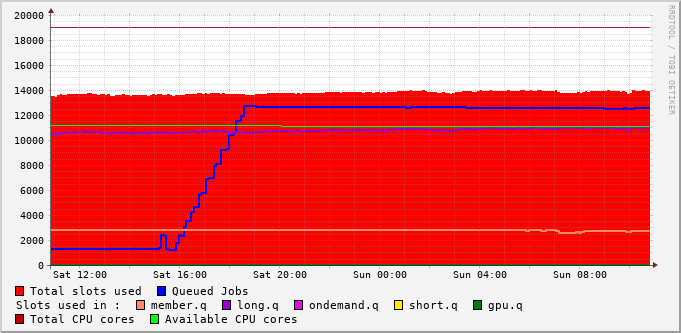 20000
18000
16000
14000
12000
10000
8000
6000
4000
2000
0
Sat 12:00 Sat 16:00 Sat 20:00 Sun 00:00 Sun 04:00 Sun 08:00
Total slots used Queued Jobs
Slots used in : member.q long.q ondemand.q short.q gpu.q
Total CPU cores Available CPU cores
RRDTOOL / TOBI OETIKER